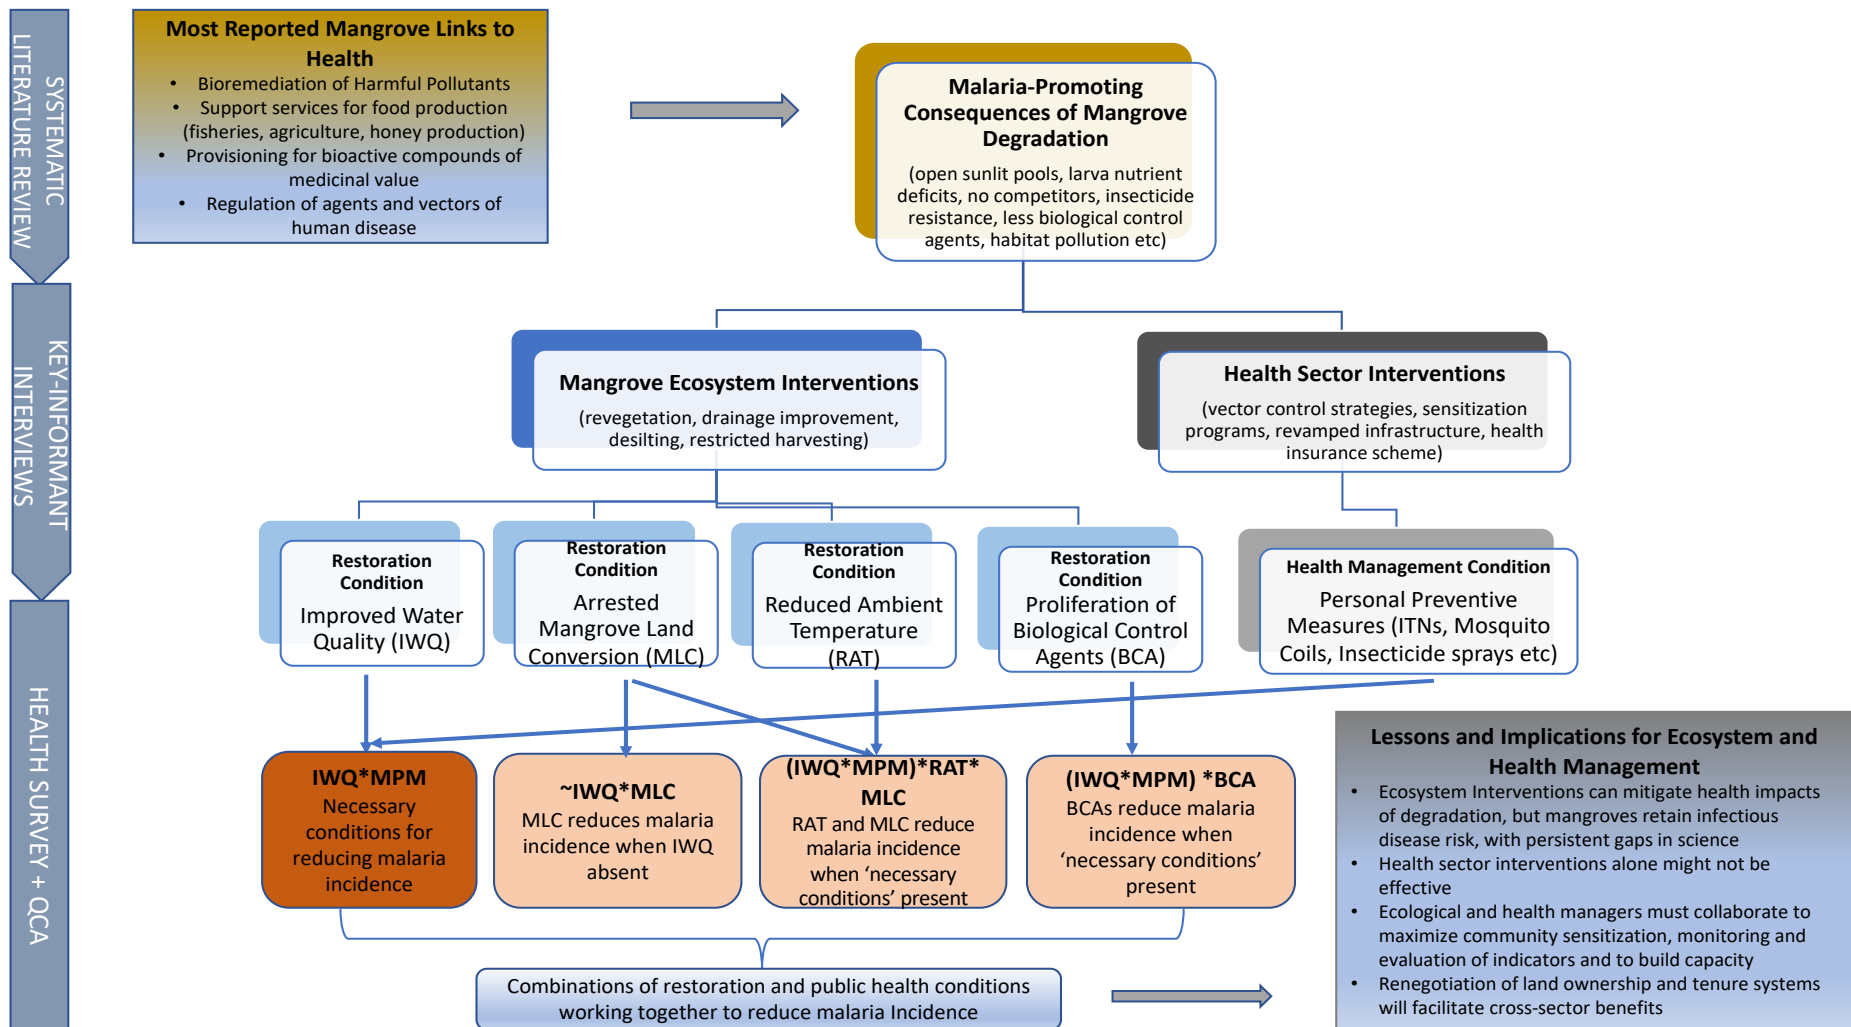 SYSTEMATIC
LITERATURE REVIEW
Most Reported Mangrove Links to
Health
• Bioremediation of Harmful Pollutants
• Support services for food production
(fisheries, agriculture, honey production)
• Provisioning for bioactive compounds of
medicinal value
• Regulation of agents and vectors of
human disease
Malaria-Promoting
Consequences of Mangrove
Degradation
(open sunlit pools, larva nutrient
deficits, no competitors, insecticide
resistance, less biological control
agents, habitat pollution etc)
KEY-INFORMANT
INTERVIEWS
Mangrove Ecosystem Interventions
(revegetation, drainage improvement,
desilting, restricted harvesting)
Health Sector Interventions
(vector control strategies, sensitization
programs, revamped infrastructure, health
insurance scheme)
Restoration
Condition
Improved Water
Quality (IWQ)
Restoration
Condition
Arrested
Mangrove Land
Conversion (MLC)
Restoration
Condition
Reduced Ambient
Temperature
(RAT)
Restoration
Condition
Proliferation of
Biological Control
Agents (BCA)
Health Management Condition
Personal Preventive
Measures (ITNs, Mosquito
Coils, Insecticide sprays etc)
HEALTH SURVEY + QCA
IWQ*MPM
Necessary
conditions for
reducing malaria
incidence
~IWQ*MLC
MLC reduces malaria
incidence when IWQ
absent
(IWQ*MPM)*RAT*
MLC
RAT and MLC reduce
malaria incidence
when ‘necessary
conditions’ present
(IWQ*MPM) *BCA
BCAs reduce malaria
incidence when
‘necessary conditions’
present
Combinations of restoration and public health conditions
working together to reduce malaria Incidence
Lessons and Implications for Ecosystem and
Health Management
• Ecosystem Interventions can mitigate health impacts
of degradation, but mangroves retain infectious
disease risk, with persistent gaps in science
• Health sector interventions alone might not be
effective
• Ecological and health managers must collaborate to
maximize community sensitization, monitoring and
evaluation of indicators and to build capacity
• Renegotiation of land ownership and tenure systems
will facilitate cross-sector benefits